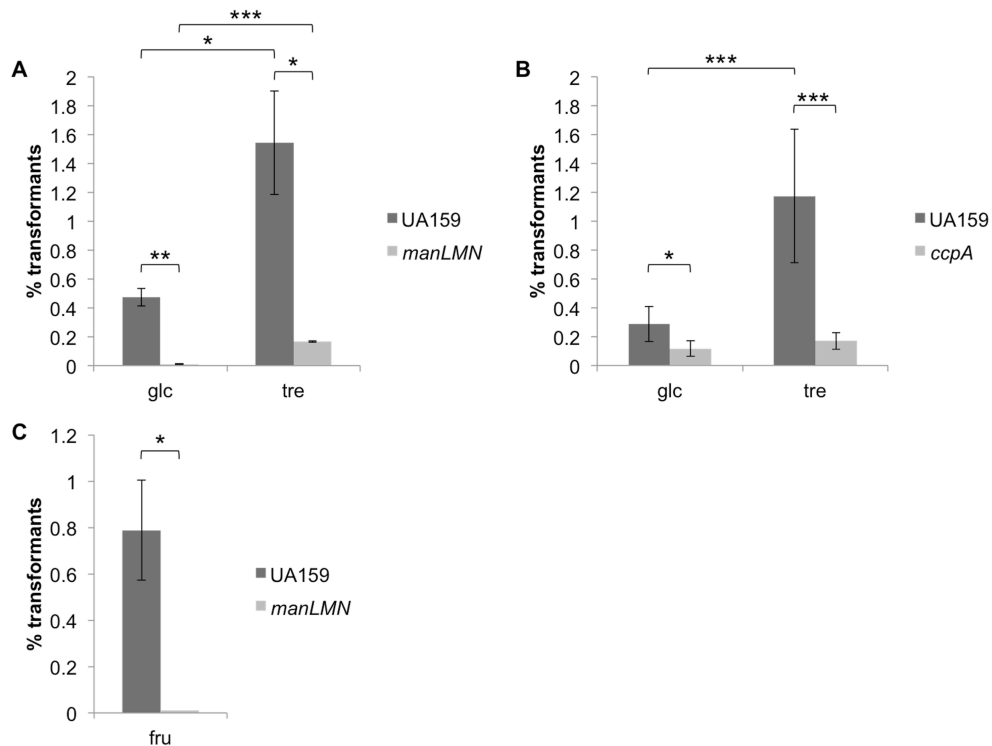 ***
*
A
*
% transformants
2
1.8
1.6
1.4
1.2
1
0.8
0.6
0.4
0.2
0
**
glc
tre
UA159
manLMN
B
***
***
% transformants
2
1.8
1.6
1.4
1.2
1
0.8
0.6
0.4
0.2
0
*
glc
tre
UA159
ccpA
C
*
% transformants
1.2
1
0.8
0.6
0.4
0.2
0
fru
UA159
manLMN